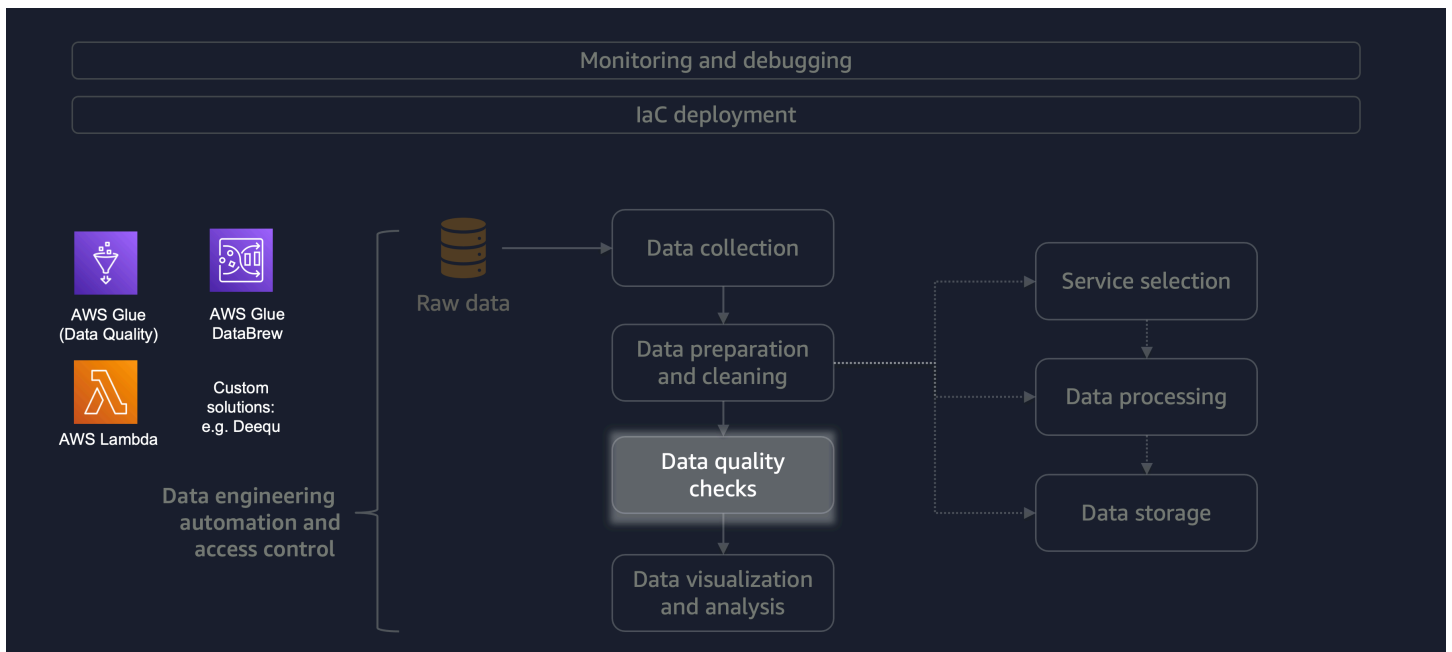 Monitoring and debugging
IaC deployment
AWS Glue
(Data Quality)
AWS Glue
DataBrew
AWS Lambda
Custom
solutions:
e.g. Deequ
Data engineering
automation and
access control
Raw data
Data collection
Data preparation
and cleaning
Data quality
checks
Data visualization
and analysis
Service selection
Data processing
Data storage